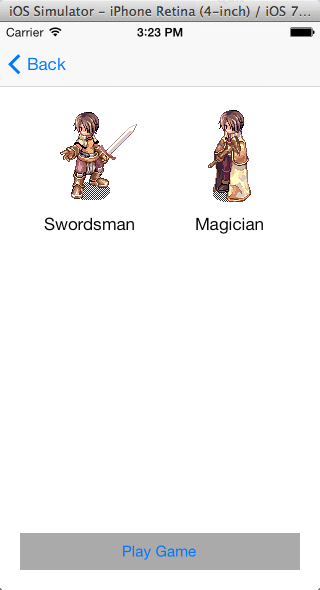 iOS Simulator - iPhone Retina (4-inch) / iOS 7...
Carrier 3:23 PM
Back
Swordsman Magician
Play Game